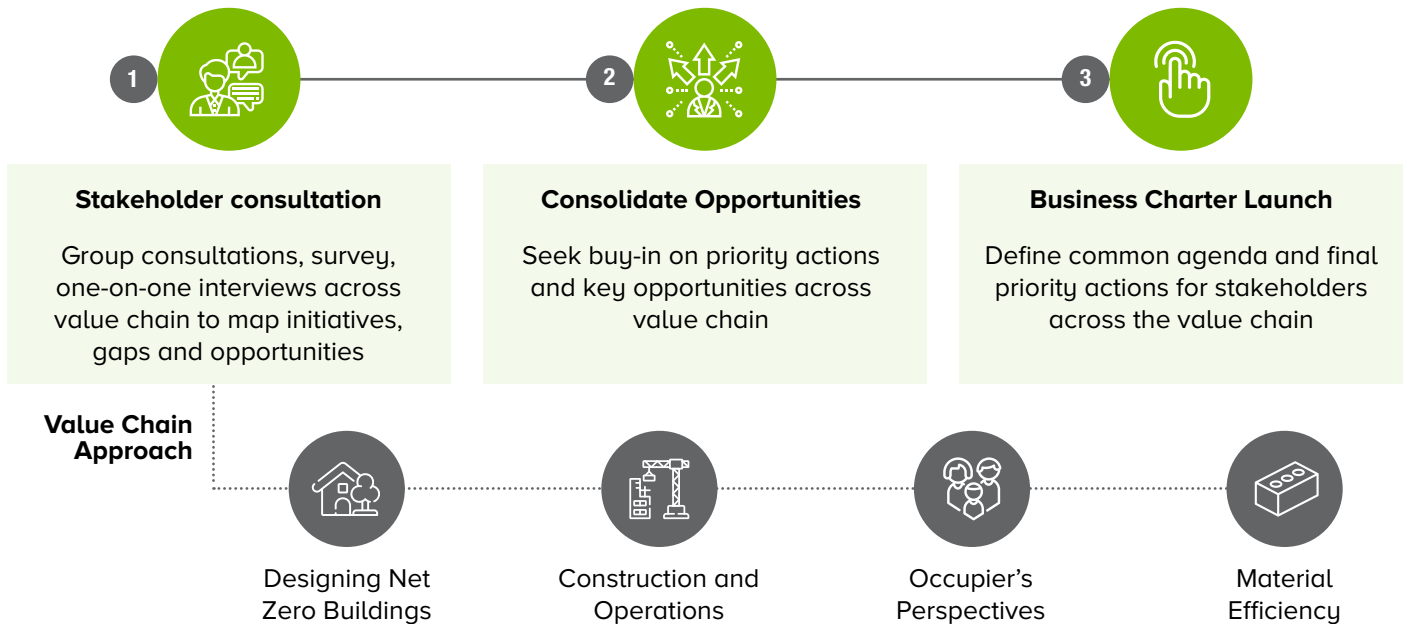 1
2
3
Stakeholder consultation
Group consultations, survey,
one-on-one interviews across
value chain to map initiatives,
gaps and opportunities
Consolidate Opportunities
Seek buy-in on priority actions
and key opportunities across
value chain
Business Charter Launch
Define common agenda and final
priority actions for stakeholders
across the value chain
Value Chain
Approach
Designing Net
Zero Buildings
Construction and
Operations
Occupier’s
Perspectives
Material
Efficiency